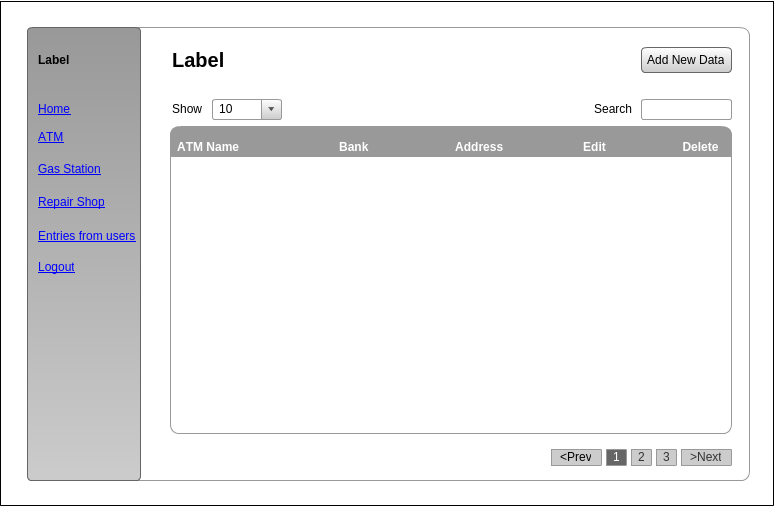 Label
Home
ATM
Gas Station
Repair Shop
Entries from users
Logout
Label
Add New Data
Show 10
Search
ATM Name Bank Address Edit Delete
<Prev 1 2 3 >Next